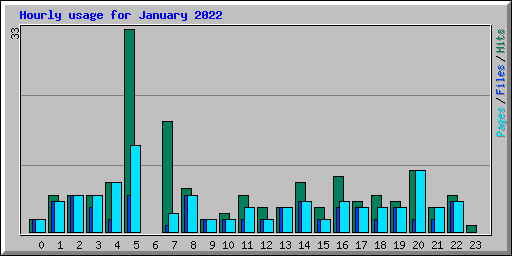 Hourly usage for January 2022
33
Pages / Files / Hits
0 1 2 3 4 5 6 7 8 9 10 11 12 13 14 15 16 17 18 19 20 21 22 23